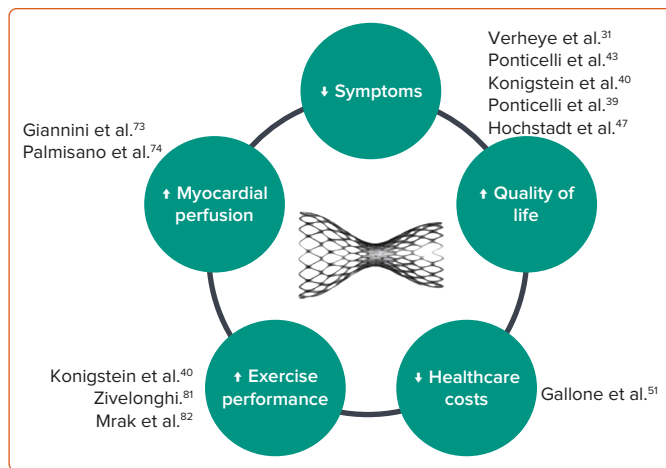 ↓ Symptoms
Verheye et al.³¹
Ponticelli et al.⁴³
Konigstein et al.⁴⁰
Ponticelli et al.³⁹
Hochstadt et al.⁴⁷
Giannini et al.⁷³
Palmisano et al.⁷⁴
↑ Myocardial
perfusion
↑ Quality of
life
Konigstein et al.⁴⁰
Zivelonghi.⁸¹
Mrak et al.⁸²
↑ Exercise
performance
↓ Healthcare
costs
Gallone et al.⁵¹